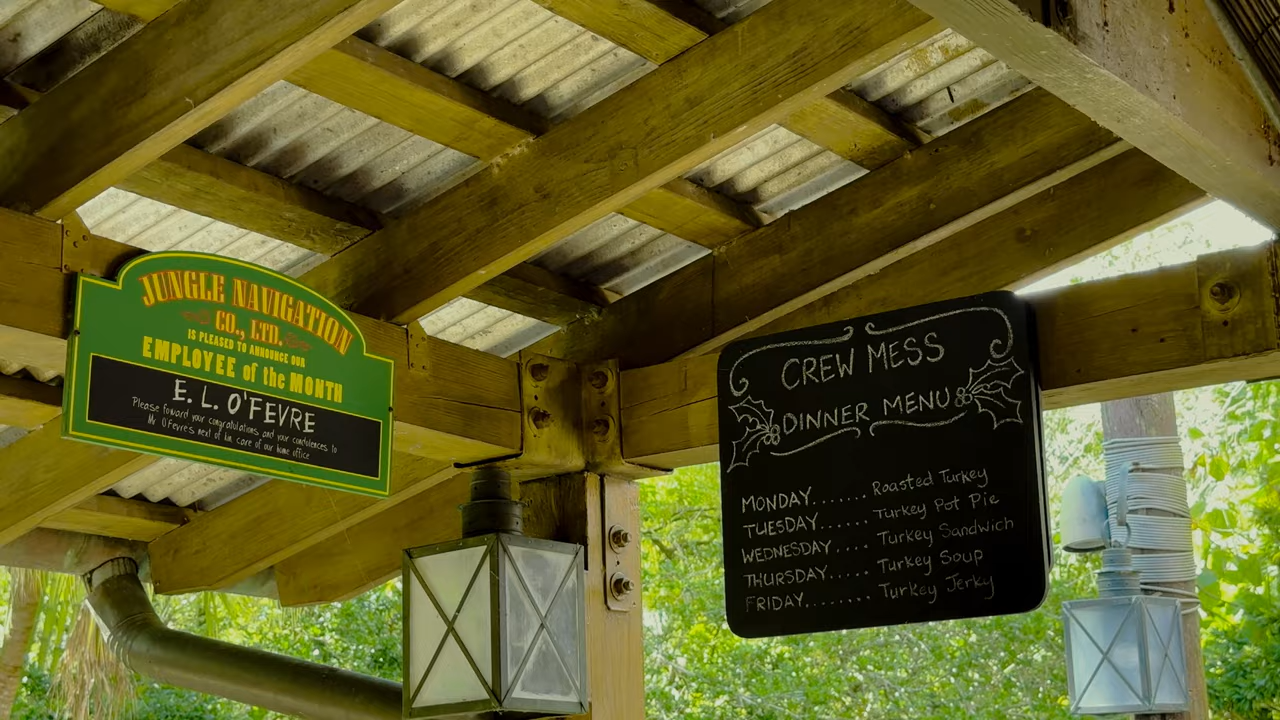 JUNGLE NAVIGATION
CO., LTD.
IS PLEASED TO ANNOUNCE OUR
EMPLOYEE of the MONTH
E. L. O'FEVRE
Please foward your congratulations and your condolences to
Mr O'Fevre's next of kin care of our home office
CREW MESS
DINNER MENU
MONDAY....... Roasted Turkey
TUESDAY...... Turkey Pot Pie
WEDNESDAY.... Turkey Sandwich
THURSDAY..... Turkey Soup
FRIDAY........ Turkey Jerky